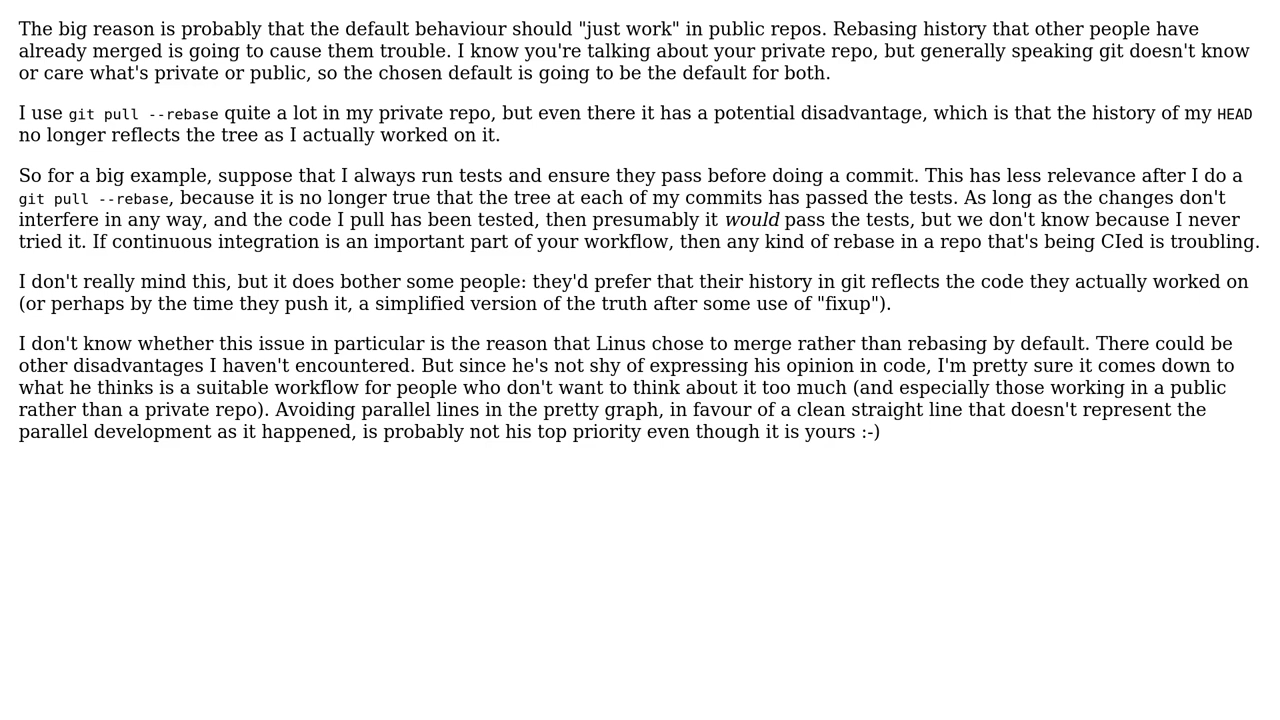 The big reason is probably that the default behaviour should "just work" in public repos. Rebasing history that other people have
already merged is going to cause them trouble. I know you're talking about your private repo, but generally speaking git doesn't know
or care what's private or public, so the chosen default is going to be the default for both.
I use git pull --rebase quite a lot in my private repo, but even there it has a potential disadvantage, which is that the history of my HEAD
no longer reflects the tree as I actually worked on it.
So for a big example, suppose that I always run tests and ensure they pass before doing a commit. This has less relevance after I do a
git pull --rebase, because it is no longer true that the tree at each of my commits has passed the tests. As long as the changes don't
interfere in any way, and the code I pull has been tested, then presumably it would pass the tests, but we don't know because I never
tried it. If continuous integration is an important part of your workflow, then any kind of rebase in a repo that's being CIed is troubling.
I don't really mind this, but it does bother some people: they'd prefer that their history in git reflects the code they actually worked on
(or perhaps by the time they push it, a simplified version of the truth after some use of "fixup").
I don't know whether this issue in particular is the reason that Linus chose to merge rather than rebasing by default. There could be
other disadvantages I haven't encountered. But since he's not shy of expressing his opinion in code, I'm pretty sure it comes down to
what he thinks is a suitable workflow for people who don't want to think about it too much (and especially those working in a public
rather than a private repo). Avoiding parallel lines in the pretty graph, in favour of a clean straight line that doesn't represent the
parallel development as it happened, is probably not his top priority even though it is yours :-)